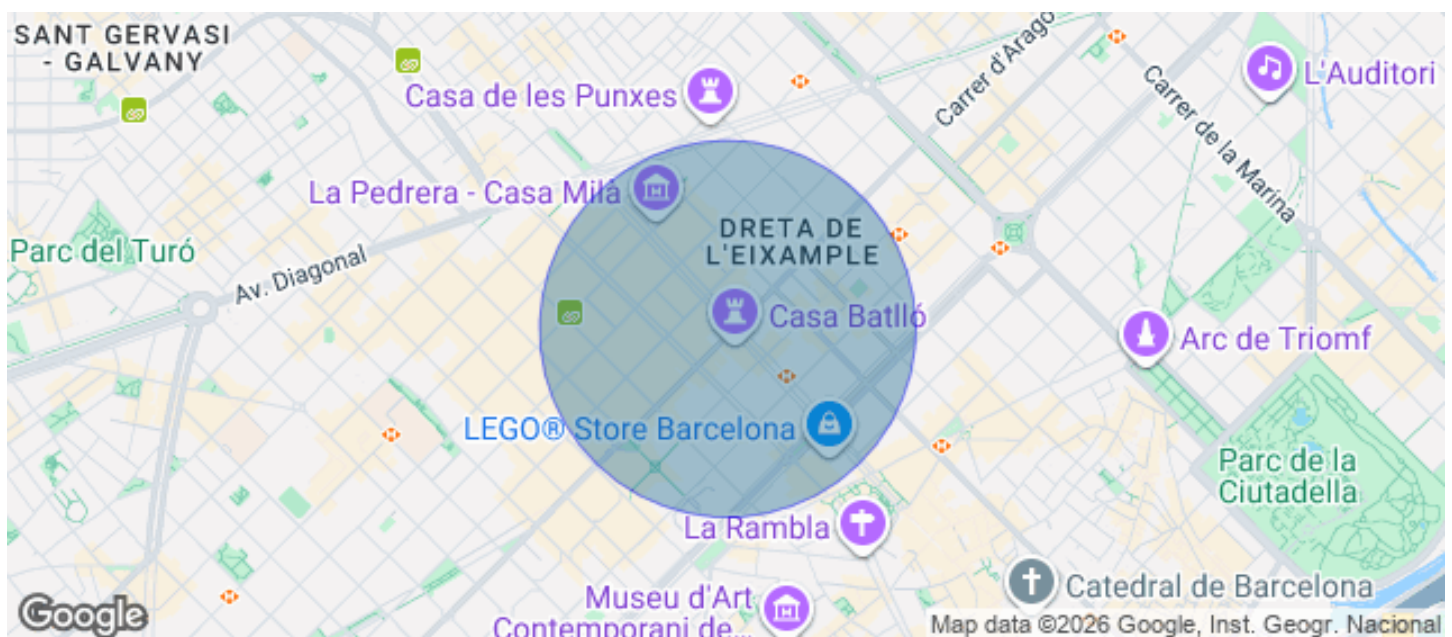 SANT GERVASI
- GALVANY
Casa de les Punxes
Carrer d'Arago
L'Auditori
Carrer de la Marina
La Pedrera - Casa Milà
DRETA DE
L'EIXAMPLE
Parc del Turó
Av. Diagonal
Casa Batlló
Arc de Triomf
LEGO® Store Barcelona
Parc de la
Ciutadella
La Rambla
Catedral de Barcelona
Museu d'Art
Contemporani de...
Google
Map data ©2026 Google, Inst. Geogr. Nacional